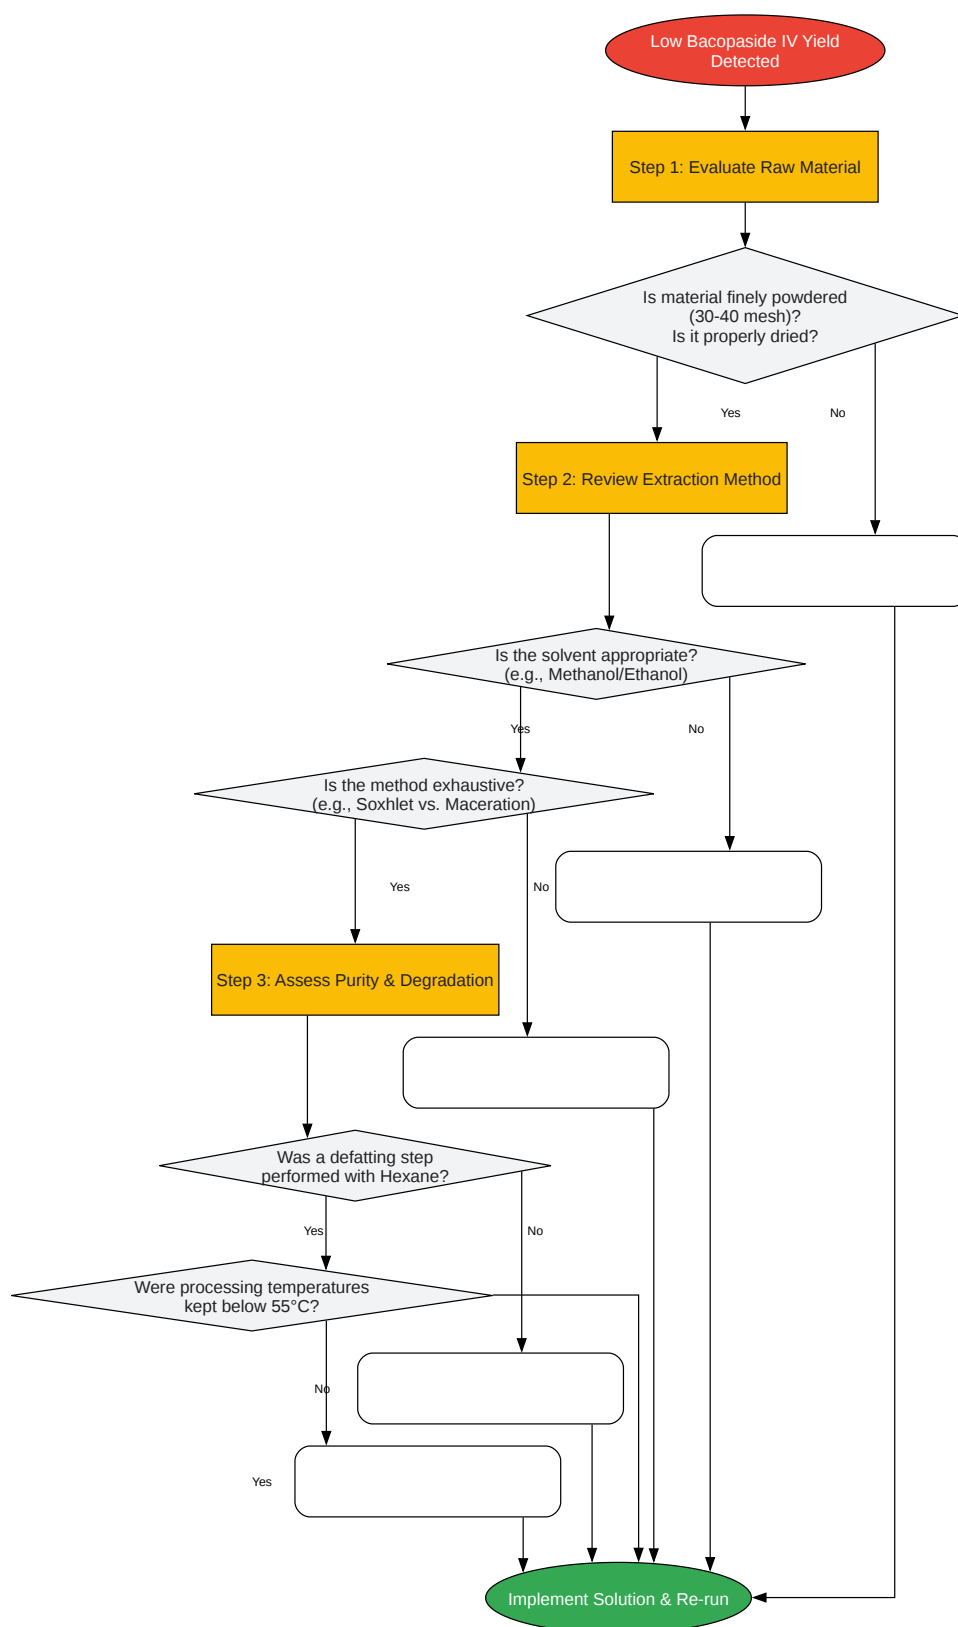 Low Bacopaside IV Yield
Detected
Step 1: Evaluate Raw Material
Is material finely powdered
(30-40 mesh)?
Is it properly dried?
Yes
No
Step 2: Review Extraction Method
Is the solvent appropriate?
(e.g., Methanol/Ethanol)
Yes
No
Is the method exhaustive?
(e.g., Soxhlet vs. Maceration)
Yes
No
Step 3: Assess Purity & Degradation
Was a defatting step
performed with Hexane?
Yes
No
Were processing temperatures
kept below 55°C?
No
Yes
Implement Solution & Re-run